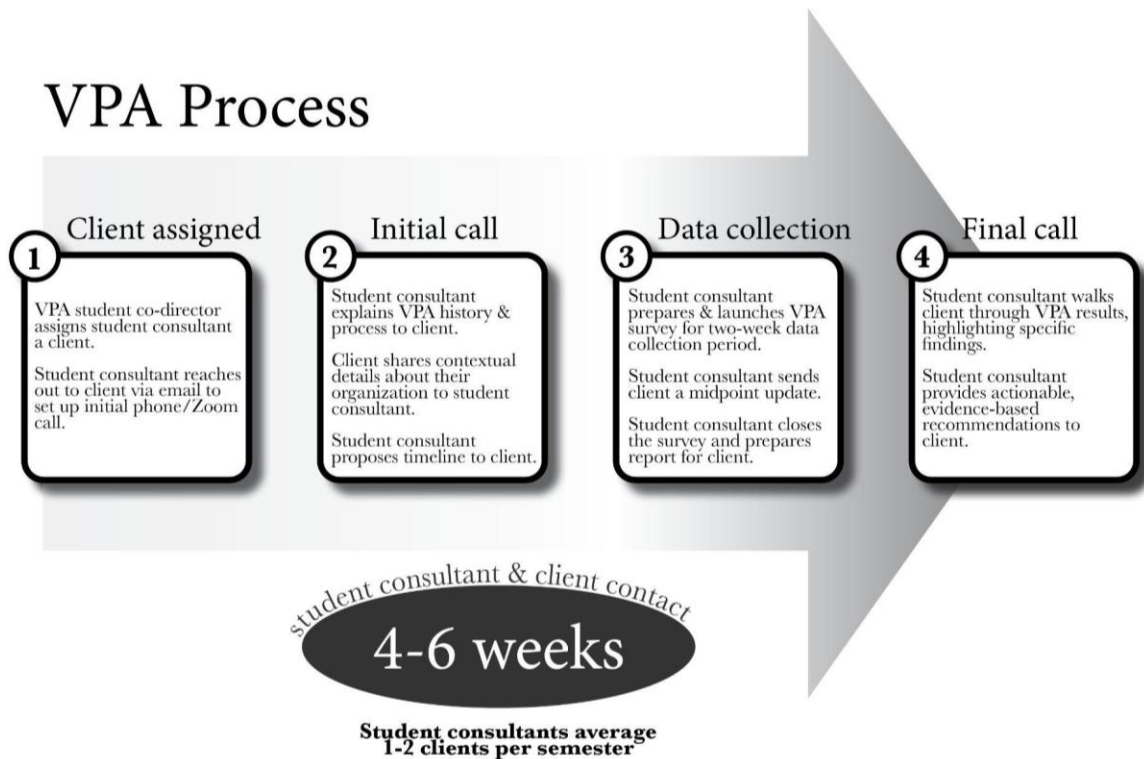 VPA Process
Client assigned
1
VPA student co-director
assigns student consultant
a client.
Student consultant reaches
out to client via email to
set up initial phone/Zoom
call.
Initial call
2
Student consultant
explains VPA history &
process to client.
Client shares contextual
details about their
organization to student
consultant.
Student consultant
proposes timeline to client.
Data collection
3
Student consultant
prepares & launches VPA
survey for two-week data
collection period.
Student consultant sends
client a midpoint update.
Student consultant closes
the survey and prepares
report for client.
Final call
4
Student consultant walks
client through VPA results,
highlighting specific
findings.
Student consultant
provides actionable,
evidence-based
recommendations to
client.
student consultant & client contact
4-6 weeks
Student consultants average
1-2 clients per semester